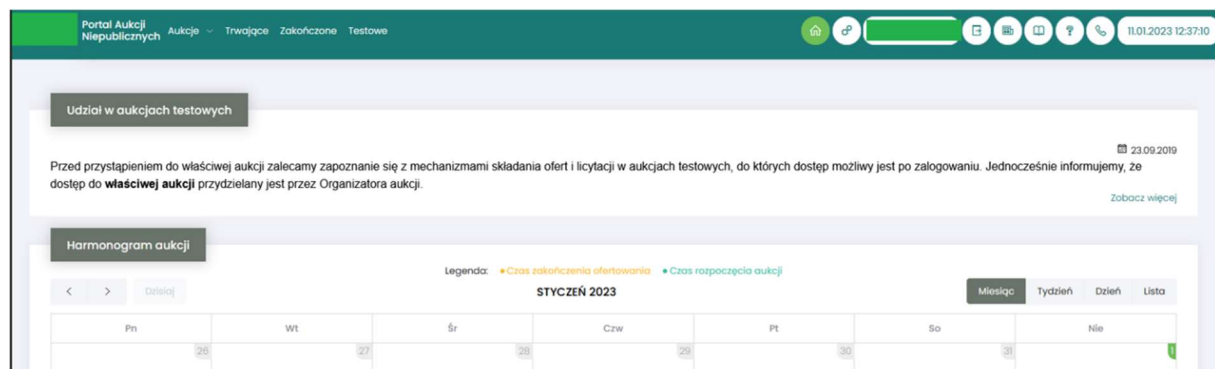 Portal Aukcji
Niepublicznych
Aukcje Trwające Zakończone Testowe
11.01.2023 12:37:10
Udział w aukcjach testowych
23.09.2019
Przed przystąpieniem do właściwej aukcji zalecamy zapoznanie się z mechanizmami składania ofert i licytacji w aukcjach testowych, do których dostęp możliwy jest po zalogowaniu. Jednocześnie informujemy, że
dostęp do właściwej aukcji przydzielany jest przez Organizatora aukcji.
Zobacz więcej
Harmonogram aukcji
Legenda: •Czas zakończenia ofertowania •Czas rozpoczęcia aukcji
< > Dzisiaj STYCZEŃ 2023 Miesiąc Tydzień Dzień Lista
Pn Wt Śr Czw Pt So Nie
26 27 28 29 30 31 1